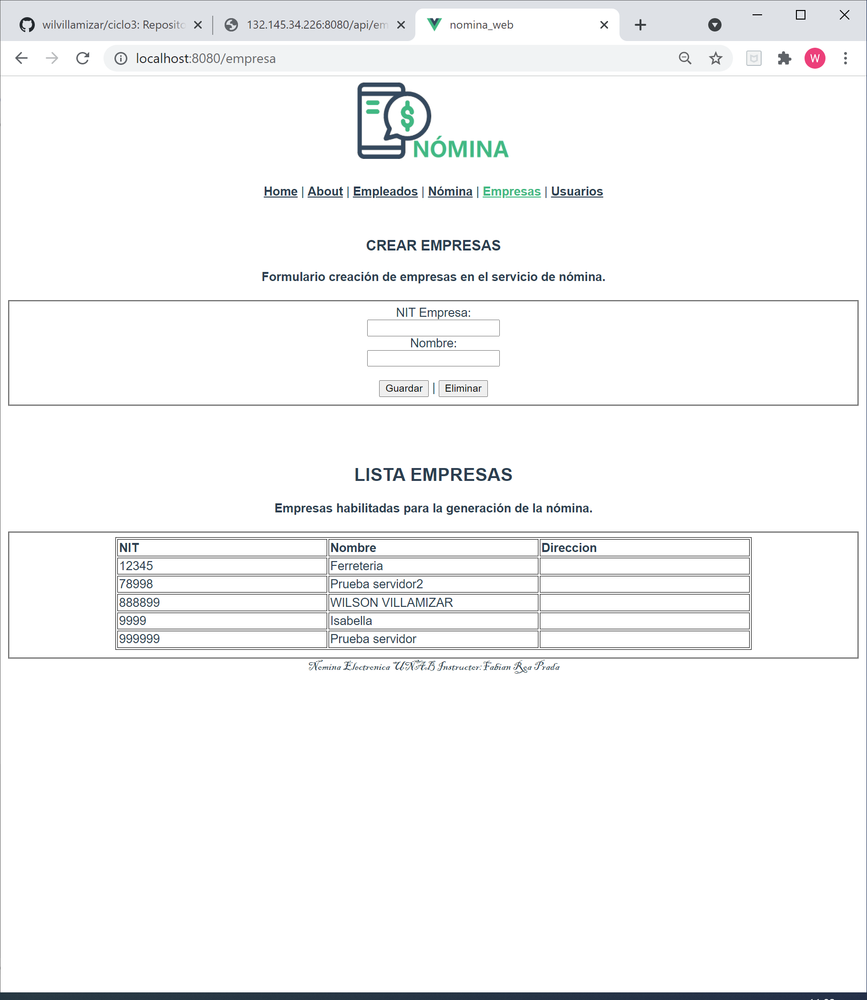 wilvillamizar/ciclo3: Reposito
132.145.34.226:8080/api/em
nomina_web
localhost:8080/empresa
W
$
NÓMINA
Home | About | Empleados | Nómina | Empresas | Usuarios
CREAR EMPRESAS
Formulario creación de empresas en el servicio de nómina.
NIT Empresa:
Nombre:
Guardar | Eliminar
LISTA EMPRESAS
Empresas habilitadas para la generación de la nómina.
NIT Nombre Direccion
12345 Ferreteria
78998 Prueba servidor2
888899 WILSON VILLAMIZAR
9999 Isabella
999999 Prueba servidor
Nomina Electronica UNAB Instructor: Fabian Roa Prada